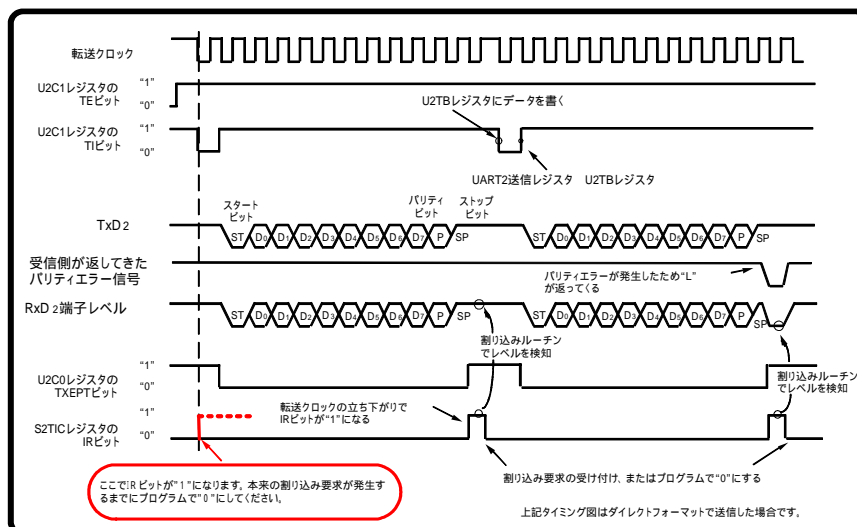 転送クロック
U2C1レジスタの
TEビット
“1”
“0”
U2TBレジスタにデータを書く
U2C1レジスタの
TIビット
“1”
“0”
UART2送信レジスタ U2TBレジスタ
スタート
ビット
パリティ
ビット
ストップ
ビット
TxD2
ST D0 D1 D2 D3 D4 D5 D6 D7 P SP
ST D0 D1 D2 D3 D4 D5 D6 D7 P SP
受信側が返してきた
パリティエラー信号
パリティエラーが発生したため“L”
が返ってくる
RxD2端子レベル
ST D0 D1 D2 D3 D4 D5 D6 D7 P SP
ST D0 D1 D2 D3 D4 D5 D6 D7 P SP
割り込みルーチン
でレベルを検知
割り込みルーチン
でレベルを検知
U2C0レジスタの
TXEPTビット
“1”
“0”
転送クロックの立ち下がりで
IRビットが“1”になる
S2TICレジスタの
IRビット
“1”
“0”
ここでIRビットが“1”になります。本来の割り込み要求が発生す
るまでにプログラムで“0”にしてください。
割り込み要求の受け付け、またはプログラムで“0”にする
上記タイミング図はダイレクトフォーマットで送信した場合です。